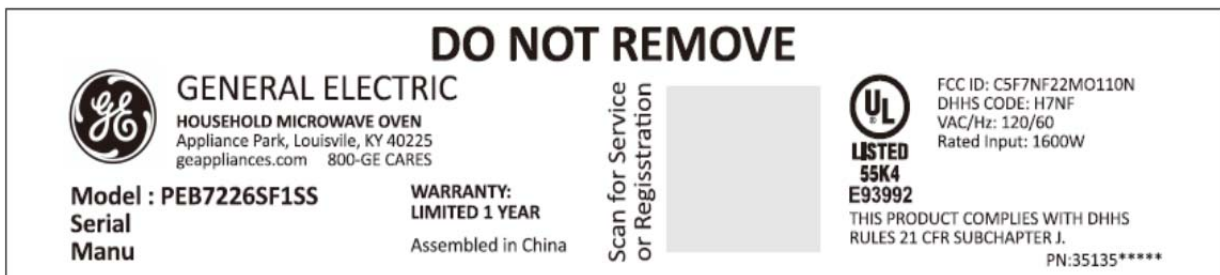 DO NOT REMOVE
GE
GENERAL ELECTRIC
HOUSEHOLD MICROWAVE OVEN
Appliance Park, Louisvile, KY 40225
geappliances.com 800-GE CARES
Model : PEB7226SF1SS
Serial
Manu
WARRANTY:
LIMITED 1 YEAR
Assembled in China
Scan for Service
or Regisstration
UL
®
LISTED
55K4
E93992
FCC ID: C5F7NF22MO110N
DHHS CODE: H7NF
VAC/Hz: 120/60
Rated Input: 1600W
THIS PRODUCT COMPLIES WITH DHHS
RULES 21 CFR SUBCHAPTER J.
PN:35135*****